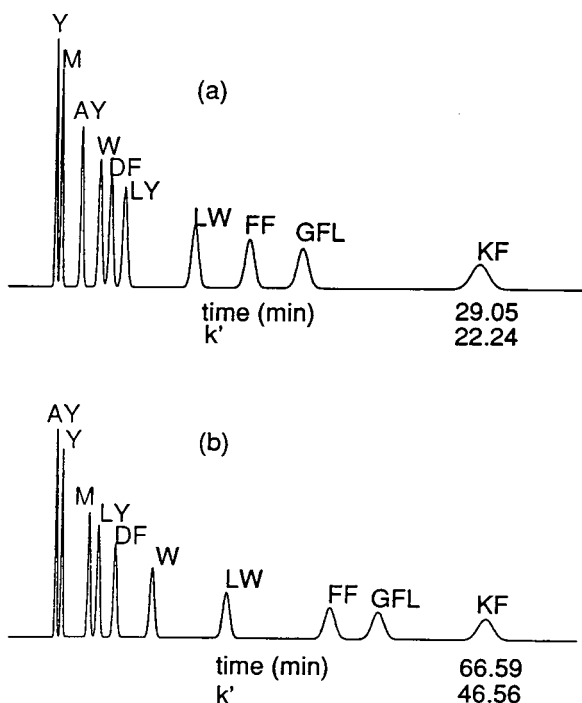 Y
M
(a)
AY
W
DF
LY
LW
FF
GFL
KF
time (min) 29.05
k' 22.24
AY
Y
(b)
M
LY
DF
W
LW
FF
GFL
KF
time (min) 66.59
k' 46.56